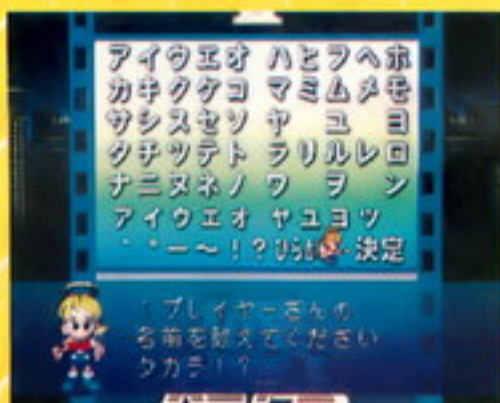 アイウエオ ハヒフヘホ
カキクケコ マミムメモ
サシスセソ ヤ ユ ヨ
タチツテト ラリルレロ
ナニヌネノ ワ ヲ ン
アイウエオ ヤユヨツ
゛゜ー～！？ひらが 決定
プレイヤーさんの
名前を教えてください
タカラ！？